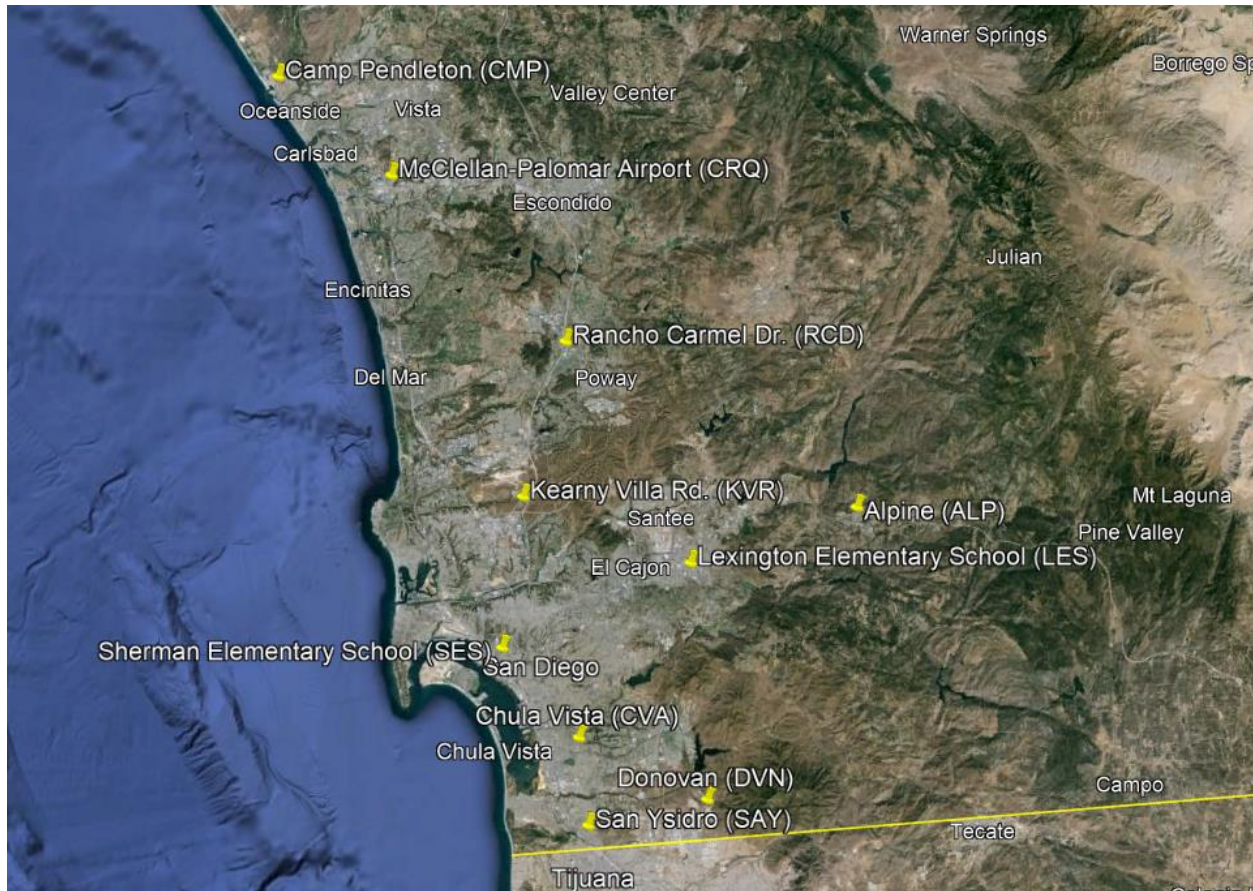 Warner Springs
Camp Pendleton (CMP)
Borrego Sp
Valley Center
Oceanside
Vista
Carlsbad
McClellan-Palomar Airport (CRQ)
Escondido
Julian
Encinitas
Rancho Carmel Dr. (RCD)
Del Mar
Poway
Kearny Villa Rd. (KVR)
Mt Laguna
Alpine (ALP)
Santee
Pine Valley
Lexington Elementary School (LES)
El Cajon
Sherman Elementary School (SES)
San Diego
Chula Vista (CVA)
Chula Vista
Donovan (DVN)
Campo
San Ysidro (SAY)
Tecate
Tijuana